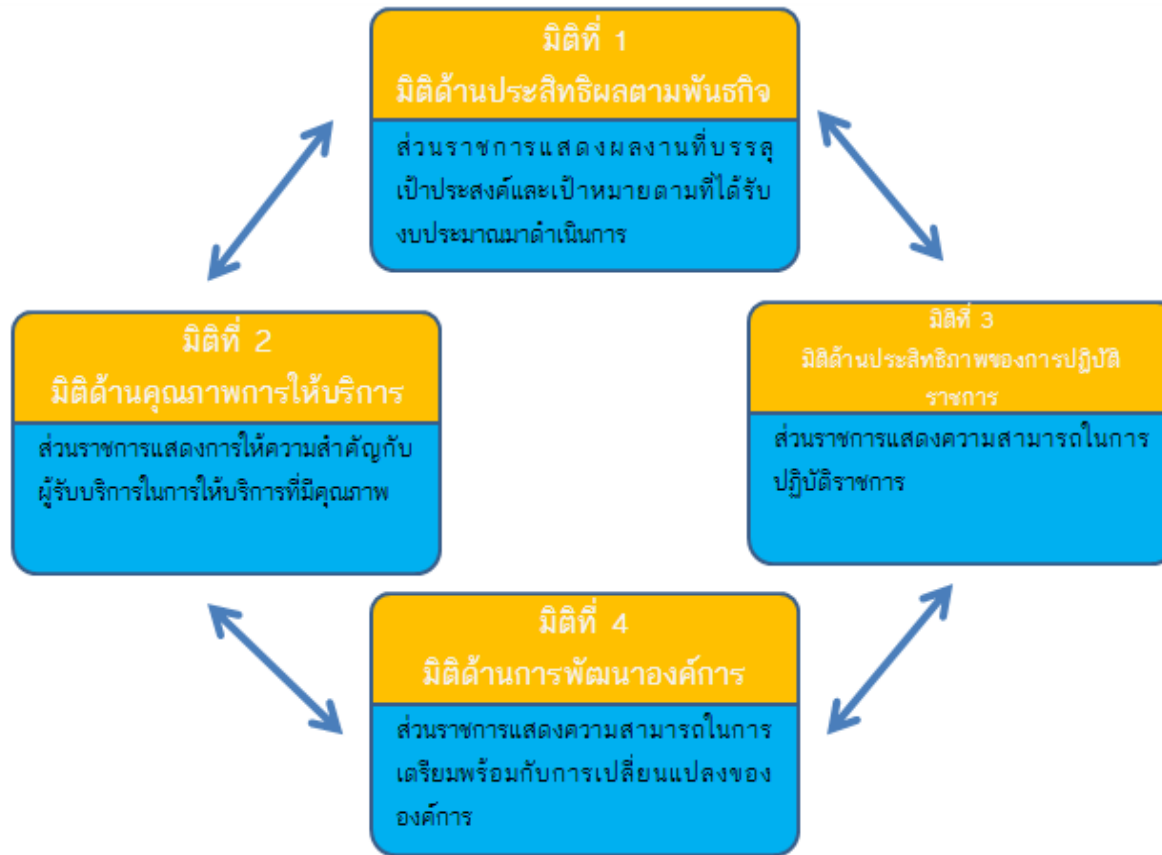 มิติที่ 1
มิติด้านประสิทธิผลตามพันธกิจ
ส่วนราชการแสดงผลงานที่บรรลุ
เป้าประสงค์และเป้าหมายตามที่ได้รับ
งบประมาณมาดำเนินการ
มิติที่ 2
มิติด้านคุณภาพการให้บริการ
ส่วนราชการแสดงการให้ความสำคัญกับ
ผู้รับบริการในการให้บริการที่มีคุณภาพ
มิติที่ 3
มิติด้านประสิทธิภาพของการปฏิบัติ
ราชการ
ส่วนราชการแสดงความสามารถในการ
ปฏิบัติราชการ
มิติที่ 4
มิติด้านการพัฒนาองค์การ
ส่วนราชการแสดงความสามารถในการ
เตรียมพร้อมกับการเปลี่ยนแปลงของ
องค์การ